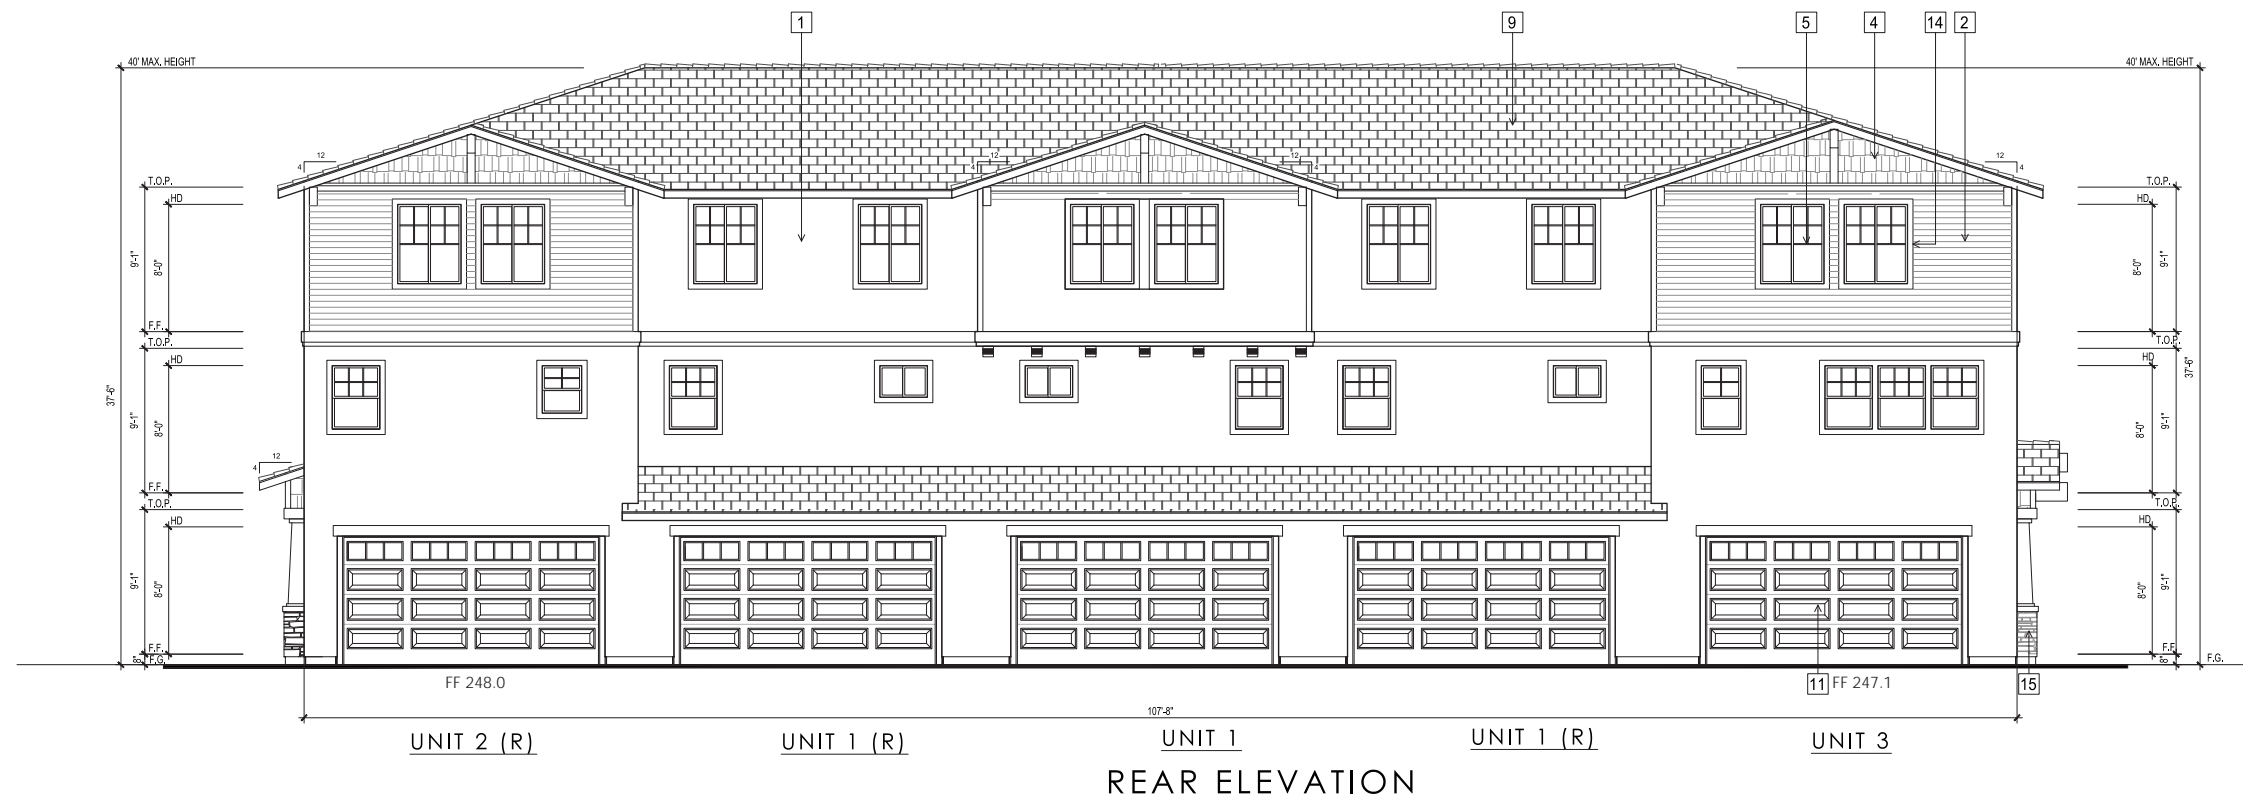 1
9
5
4
14
2
40' MAX. HEIGHT
40' MAX. HEIGHT
12
4
12
4
12
4
12
4
T.O.P.
HD
9'-1"
8'-0"
F.F.
T.O.P.
HD
37'-6"
9'-1"
8'-0"
12
4
F.F.
T.O.P.
HD
9'-1"
8'-0"
F.F.
8"
F.G.
T.O.P.
HD
8'-0"
9'-1"
T.O.P.
HD
37'-6"
8'-0"
9'-1"
T.O.P.
HD
8'-0"
9'-1"
F.F.
8"
F.G.
FF 248.0
11
FF 247.1
15
107'-8"
UNIT 2 (R)
UNIT 1 (R)
UNIT 1
UNIT 1 (R)
UNIT 3
REAR ELEVATION